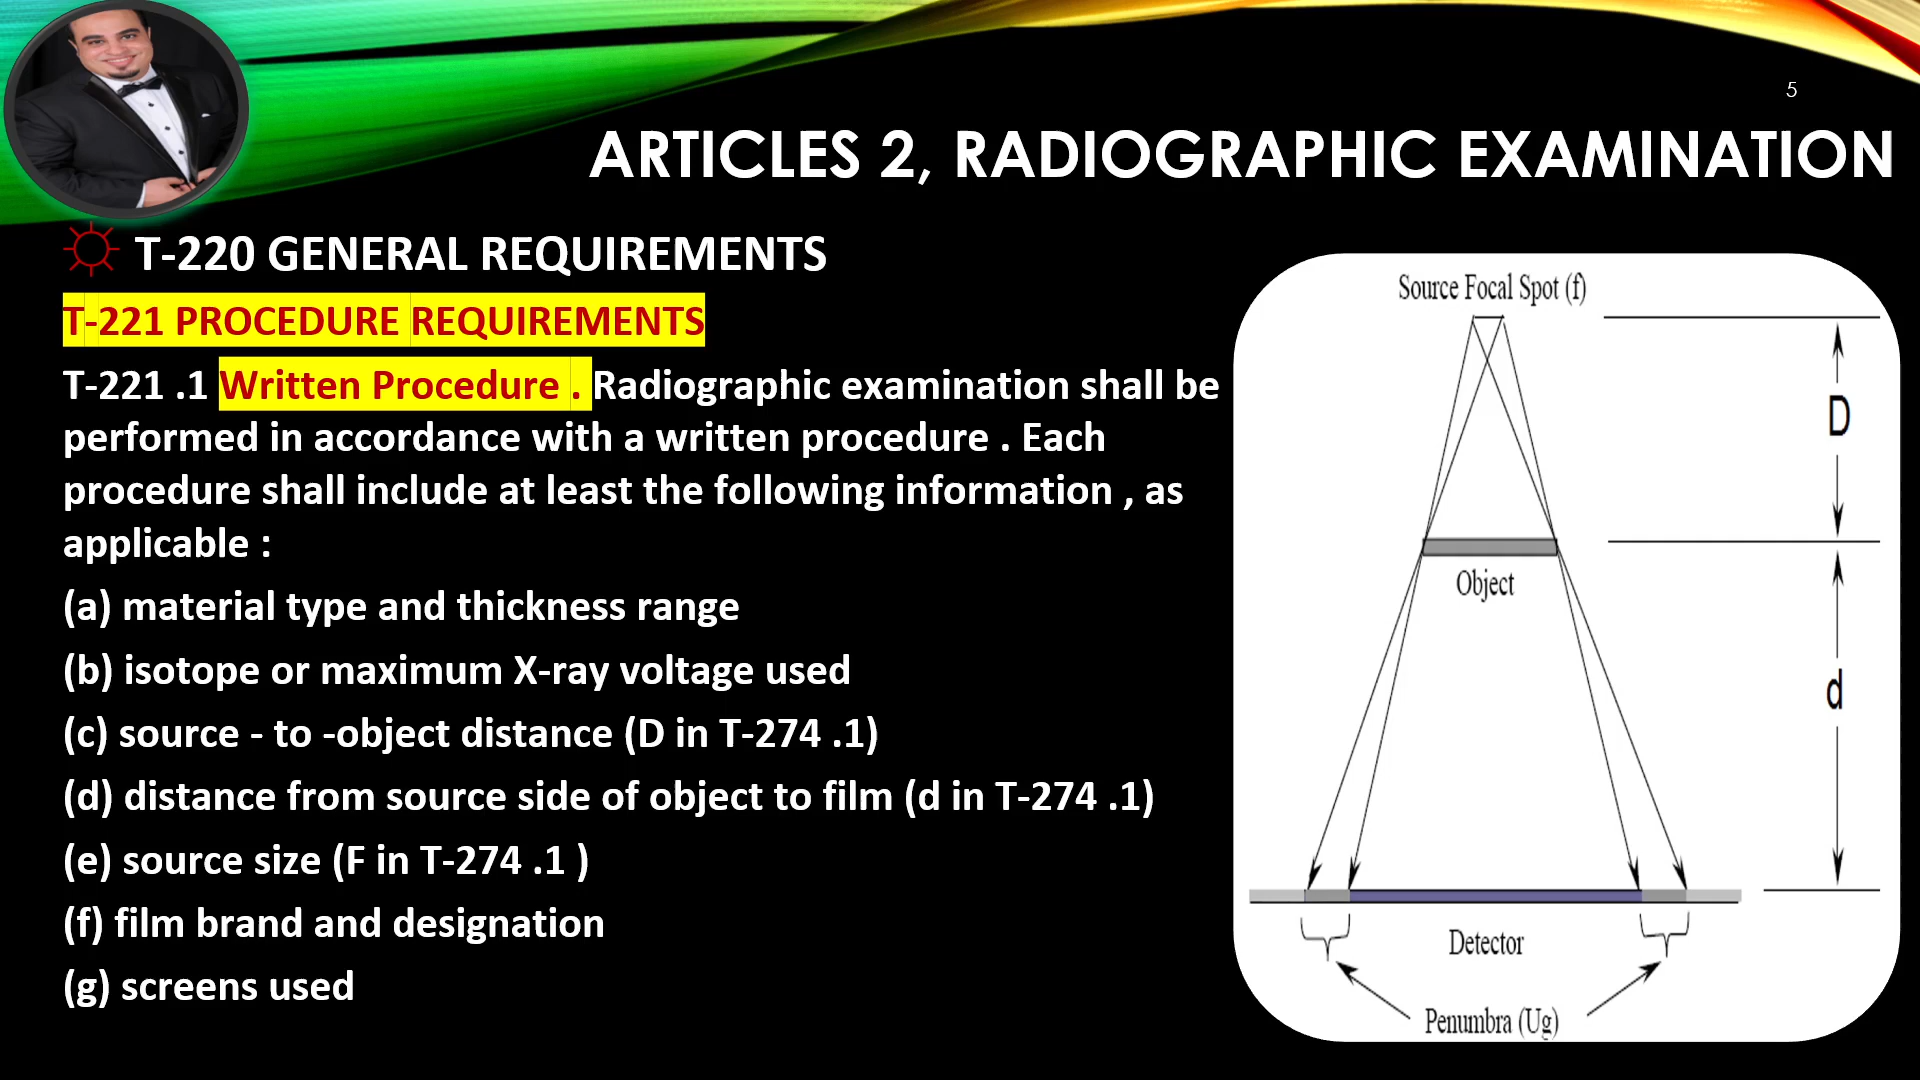 5
ARTICLES 2, RADIOGRAPHIC EXAMINATION
T-220 GENERAL REQUIREMENTS
T-221 PROCEDURE REQUIREMENTS
T-221 .1 Written Procedure . Radiographic examination shall be
performed in accordance with a written procedure . Each
procedure shall include at least the following information , as
applicable :
(a) material type and thickness range
(b) isotope or maximum X-ray voltage used
(c) source - to -object distance (D in T-274 .1)
(d) distance from source side of object to film (d in T-274 .1)
(e) source size (F in T-274 .1 )
(f) film brand and designation
(g) screens used
Source Focal Spot (f)
D
Object
d
Detector
Penumbra (Ug)